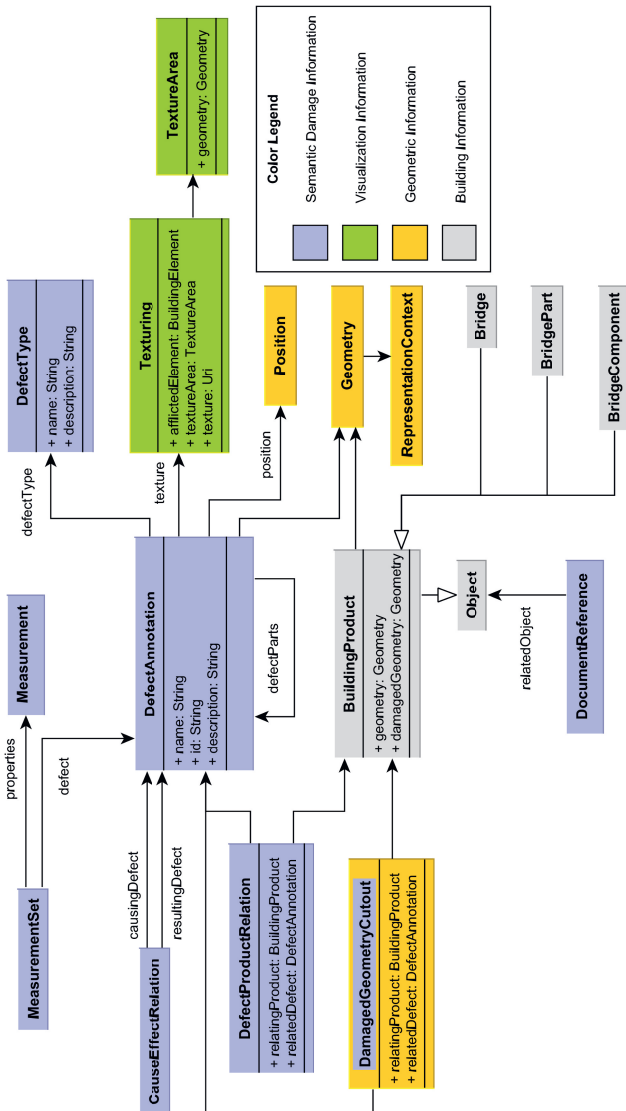 MeasurementSet
properties
Measurement
defect
CauseEffectRelation
causingDefect
resultingDefect
DefectAnnotation
+ name: String
+ id: String
+ description: String
defectParts
defectType
DefectType
+ name: String
+ description: String
texture
Texturing
+ afflictedElement: BuildingElement
+ textureArea: TextureArea
+ texture: Uri
TextureArea
+ geometry: Geometry
position
Position
Geometry
RepresentationContext
DefectProductRelation
+ relatingProduct: BuildingProduct
+ relatedDefect: DefectAnnotation
DamagedGeometryCutout
+ relatingProduct: BuildingProduct
+ relatedDefect: DefectAnnotation
BuildingProduct
+ geometry: Geometry
+ damagedGeometry: Geometry
Object
relatedObject
DocumentReference
Bridge
BridgePart
BridgeComponent
Color Legend
Semantic Damage Information
Visualization Information
Geometric Information
Building Information